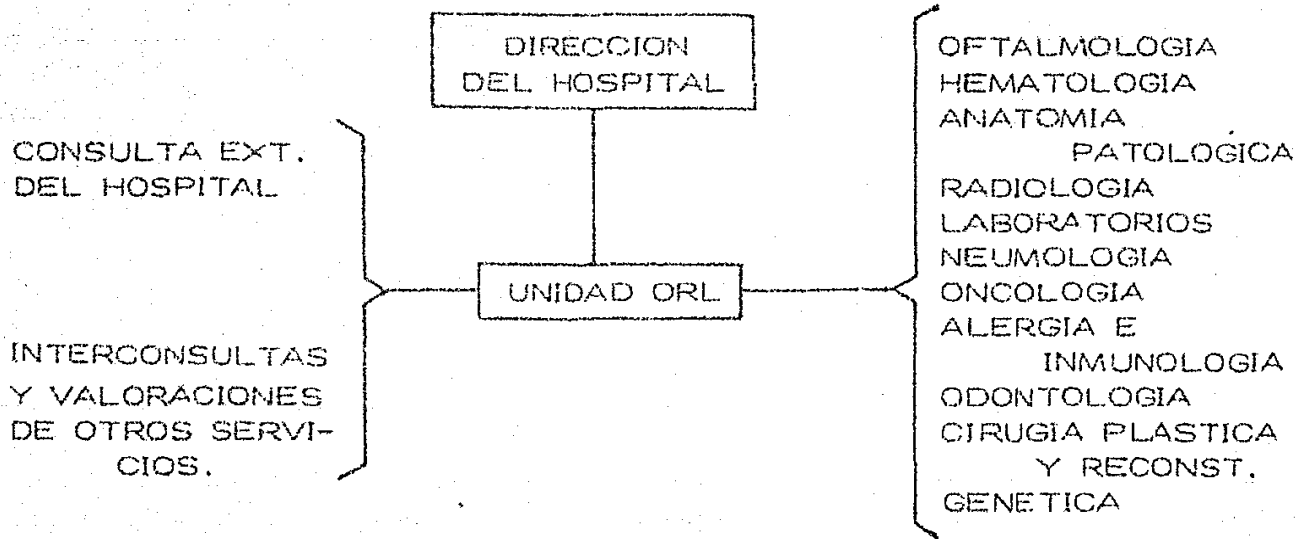 DIRECCION
DEL HOSPITAL
CONSULTA EXT.
DEL HOSPITAL
INTERCONSULTAS
Y VALORACIONES
DE OTROS SERVI-
CIOS.
UNIDAD ORL
OFTALMOLOGIA
HEMATOLOGIA
ANATOMIA
PATOLOGICA
RADIOLOGIA
LABORATORIOS
NEUMOLOGIA
ONCOLOGIA
ALERGIA E
INMUNOLOGIA
ODONTOLOGIA
CIRUGIA PLASTICA
Y RECONST.
GENETICA